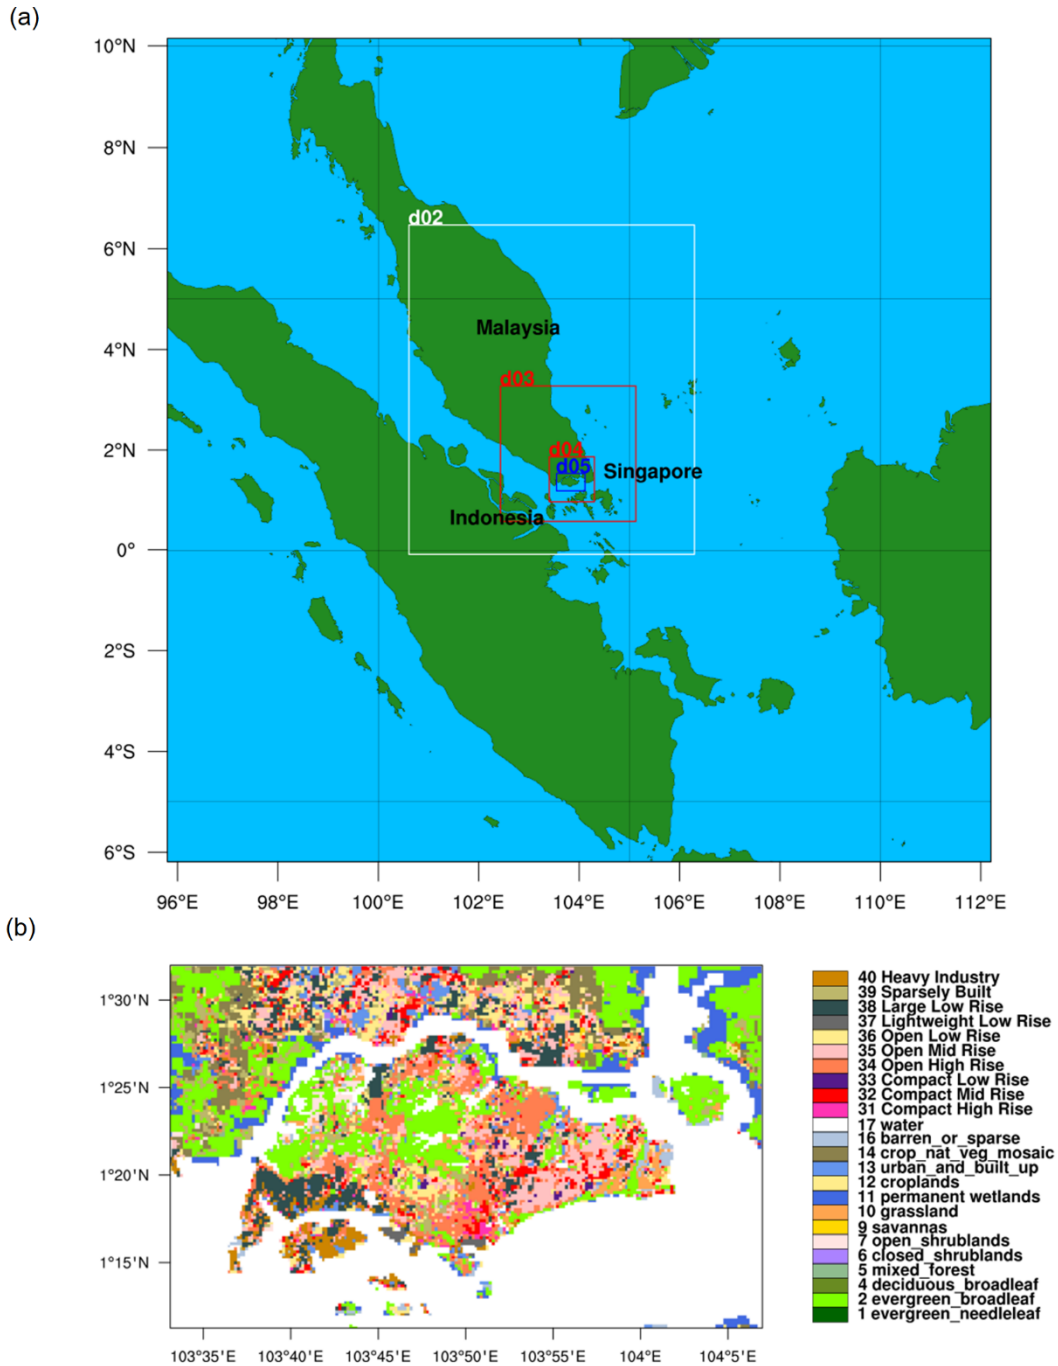 (a)
10°N
8°N
6°N
4°N
2°N
0°
2°S
4°S
6°S
d02
Malaysia
d03
d04
d05
Singapore
Indonesia
96°E 98°E 100°E 102°E 104°E 106°E 108°E 110°E 112°E
(b)
1°30'N
1°25'N
1°20'N
1°15'N
103°35'E 103°40'E 103°45'E 103°50'E 103°55'E 104°E 104°5'E
40 Heavy Industry
39 Sparsely Built
38 Large Low Rise
37 Lightweight Low Rise
36 Open Low Rise
35 Open Mid Rise
34 Open High Rise
33 Compact Low Rise
32 Compact Mid Rise
31 Compact High Rise
17 water
16 barren_or_sparse
14 crop_nat_veg_mosaic
13 urban_and_built_up
12 croplands
11 permanent wetlands
10 grassland
9 savannas
7 open_shrublands
6 closed_shrublands
5 mixed_forest
4 deciduous_broadleaf
2 evergreen_broadleaf
1 evergreen_needleleaf